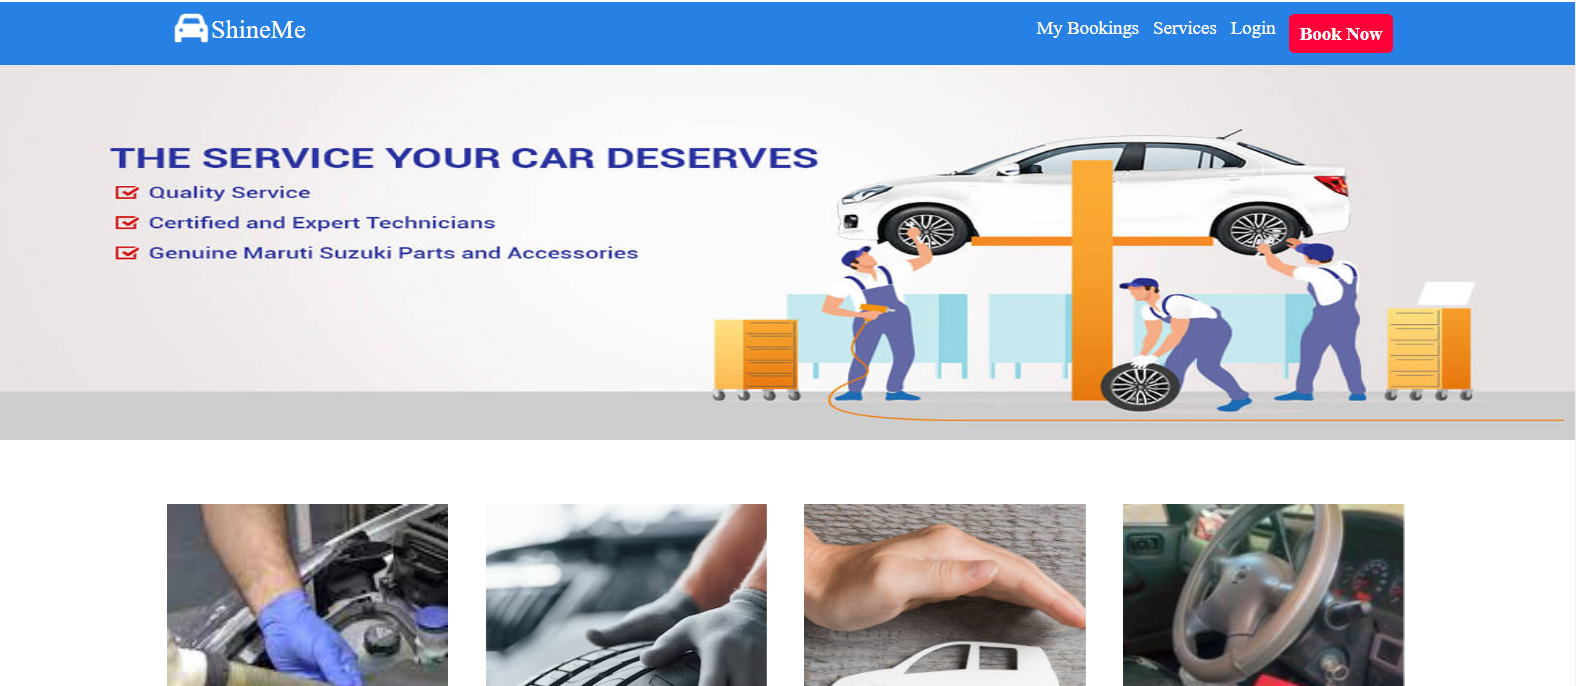 ShineMe
My Bookings Services Login Book Now
THE SERVICE YOUR CAR DESERVES
Quality Service
Certified and Expert Technicians
Genuine Maruti Suzuki Parts and Accessories